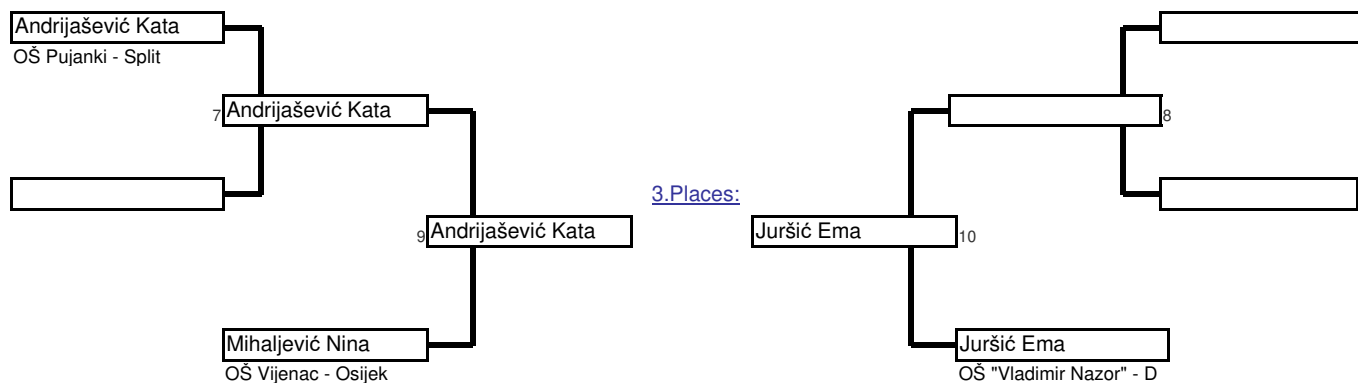 Andrijašević Kata
OŠ Pujanki - Split
7 Andrijašević Kata
8
3.Places:
9 Andrijašević Kata
Juršić Ema 10
Mihaljević Nina
OŠ Vijenac - Osijek
Juršić Ema
OŠ "Vladimir Nazor" - D